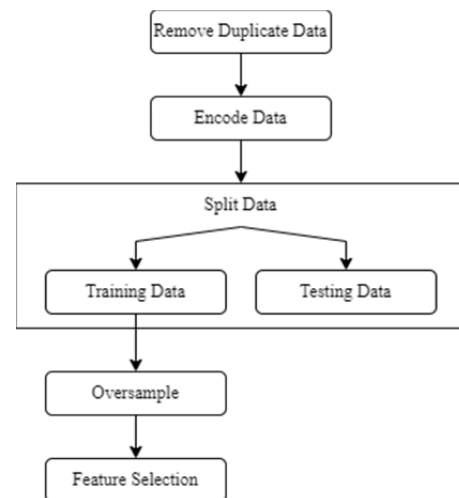 Remove Duplicate Data
Encode Data
Split Data
Training Data
Testing Data
Oversample
Feature Selection